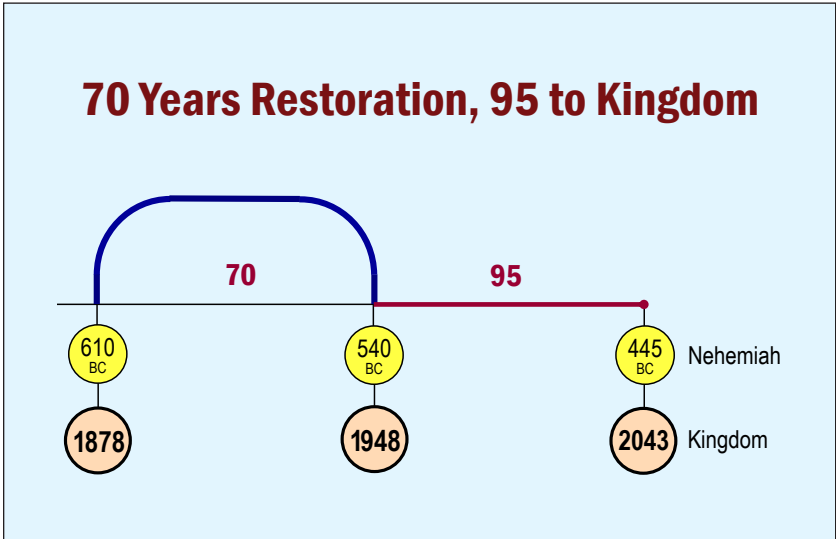 70 Years Restoration, 95 to Kingdom
70 95
610 BC 540 BC 445 BC Nehemiah
1878 1948 2043 Kingdom